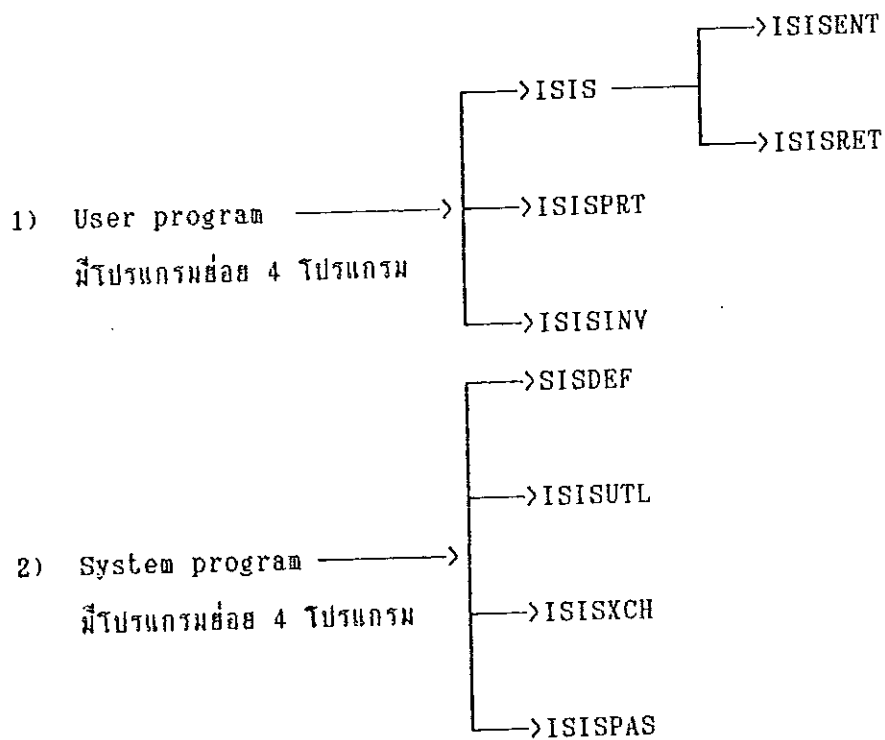 ISISENT
ISIS
ISISRET
1) User program
ISISPRT
มีโปรแกรมย่อย 4 โปรแกรม
ISISINV
SISDEF
ISISUTL
2) System program
มีโปรแกรมย่อย 4 โปรแกรม
ISISXCH
ISISPAS